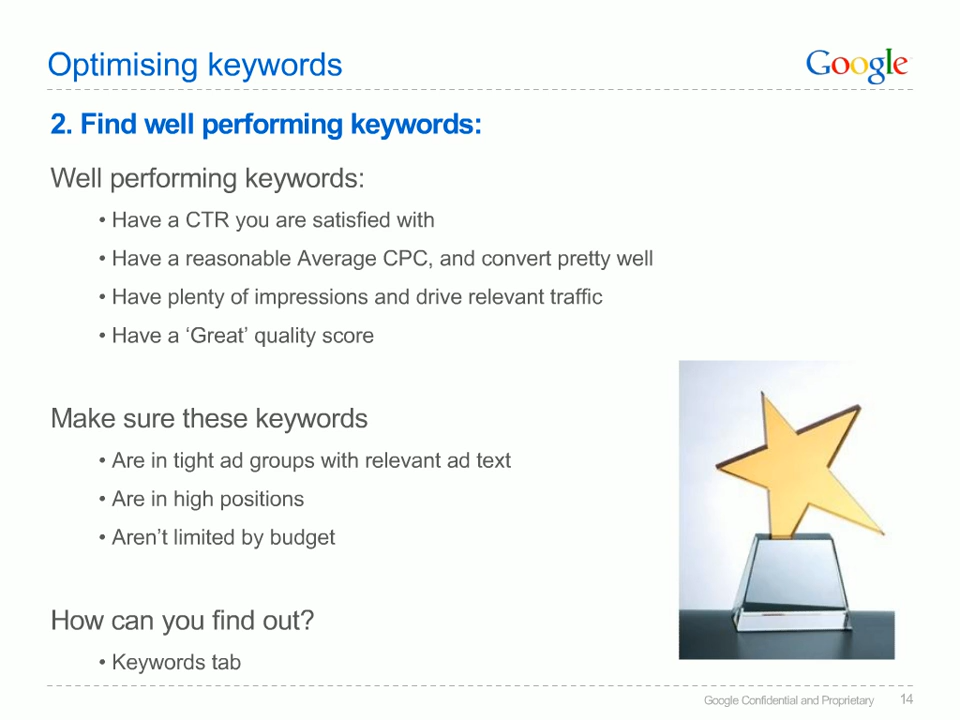 Optimising keywords
Google
2. Find well performing keywords:
Well performing keywords:
• Have a CTR you are satisfied with
• Have a reasonable Average CPC, and convert pretty well
• Have plenty of impressions and drive relevant traffic
• Have a ‘Great’ quality score
Make sure these keywords
• Are in tight ad groups with relevant ad text
• Are in high positions
• Aren’t limited by budget
How can you find out?
• Keywords tab
Google Confidential and Proprietary 14